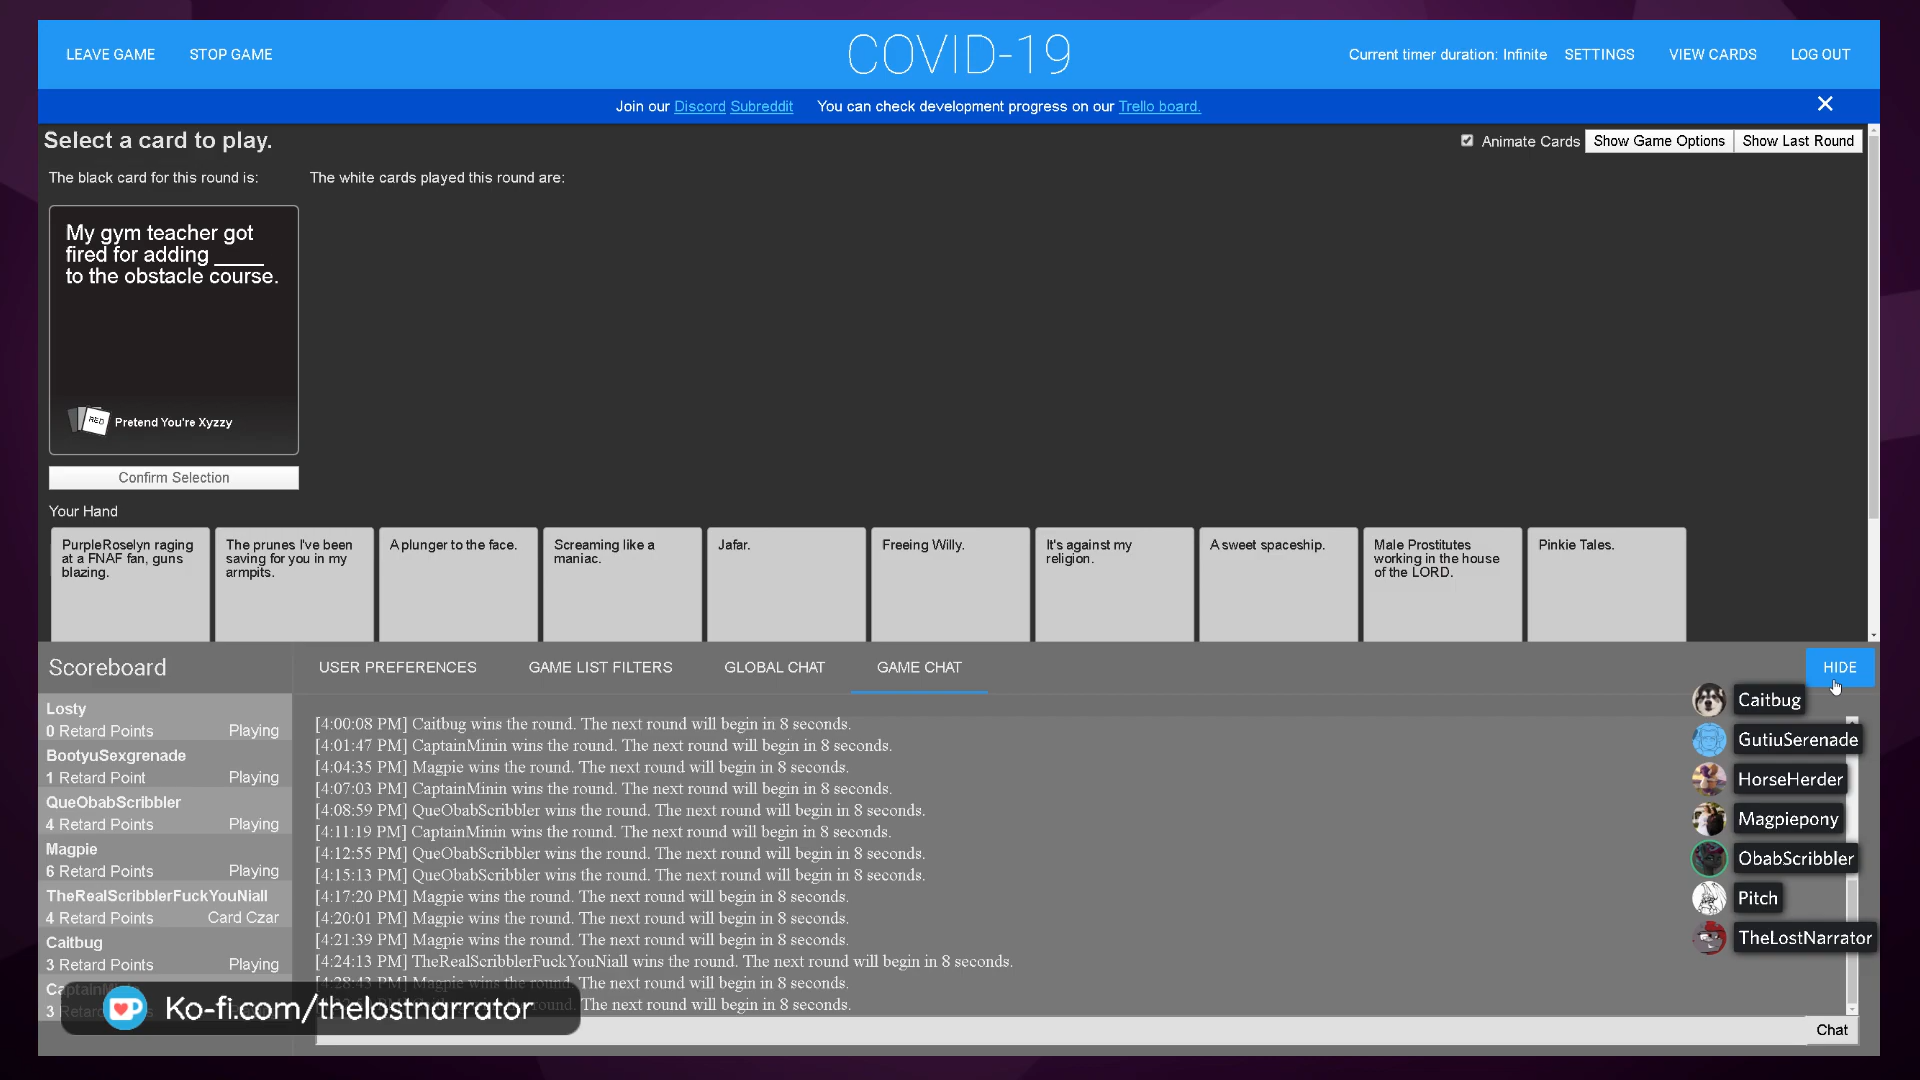 LEAVE GAME STOP GAME COVID-19 Current timer duration: Infinite SETTINGS VIEW CARDS LOG OUT
Join our Discord Subreddit You can check development progress on our Trello board.
Select a card to play.
Animate Cards Show Game Options Show Last Round
The black card for this round is: The white cards played this round are:
My gym teacher got
fired for adding _____
to the obstacle course.
RED Pretend You're Xyzzy
Confirm Selection
Your Hand
PurpleRoselyn raging
at a FNAF fan, guns
blazing.
The prunes I've been
saving for you in my
armpits.
A plunger to the face.
Screaming like a
maniac.
Jafar.
Freeing Willy.
It's against my
religion.
A sweet spaceship.
Male Prostitutes
working in the house
of the LORD.
Pinkie Tales.
Scoreboard USER PREFERENCES GAME LIST FILTERS GLOBAL CHAT GAME CHAT HIDE
Losty
0 Retard Points Playing
BootyuSexgrenade
1 Retard Point Playing
QueObabScribbler
4 Retard Points Playing
Magpie
6 Retard Points Playing
TheRealScribblerFuckYouNiall
4 Retard Points Card Czar
Caitbug
3 Retard Points Playing
3
[4:00:08 PM] Caitbug wins the round. The next round will begin in 8 seconds.
[4:01:47 PM] CaptainMinin wins the round. The next round will begin in 8 seconds.
[4:04:35 PM] Magpie wins the round. The next round will begin in 8 seconds.
[4:07:03 PM] CaptainMinin wins the round. The next round will begin in 8 seconds.
[4:08:59 PM] QueObabScribbler wins the round. The next round will begin in 8 seconds.
[4:11:19 PM] CaptainMinin wins the round. The next round will begin in 8 seconds.
[4:12:55 PM] QueObabScribbler wins the round. The next round will begin in 8 seconds.
[4:15:13 PM] QueObabScribbler wins the round. The next round will begin in 8 seconds.
[4:17:20 PM] Magpie wins the round. The next round will begin in 8 seconds.
[4:20:01 PM] Magpie wins the round. The next round will begin in 8 seconds.
[4:21:39 PM] Magpie wins the round. The next round will begin in 8 seconds.
[4:24:13 PM] TheRealScribblerFuckYouNiall wins the round. The next round will begin in 8 seconds.
[4:28:43 PM] Magpie wins the round. The next round will begin in 8 seconds.
round. The next round will begin in 8 seconds.
Ko-fi.com/thelostnarrator
Chat
Caitbug
GutiuSerenade
HorseHerder
Magpiepony
ObabScribbler
Pitch
TheLostNarrator